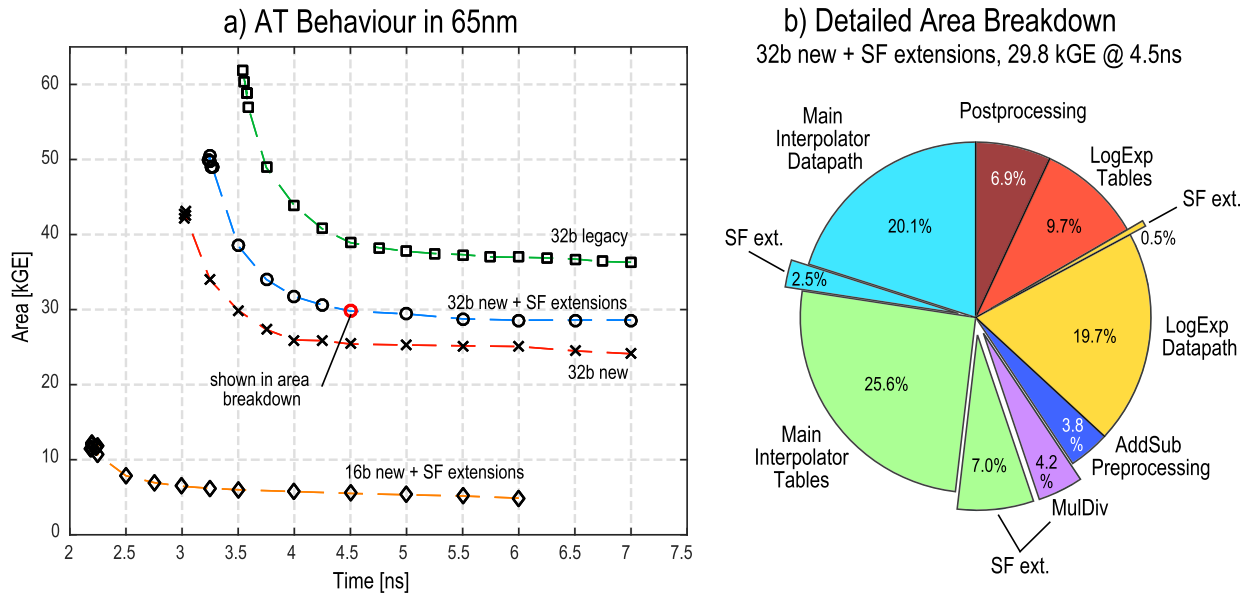 a) AT Behaviour in 65nm
Area [kGE]
60
50
40
30
20
10
0
2
2.5
3
3.5
4
4.5
5
5.5
6
6.5
7
7.5
Time [ns]
32b legacy
32b new + SF extensions
32b new
shown in area
breakdown
16b new + SF extensions
b) Detailed Area Breakdown
32b new + SF extensions, 29.8 kGE @ 4.5ns
Postprocessing
6.9%
LogExp
Tables
9.7%
SF ext.
0.5%
LogExp
Datapath
19.7%
AddSub
Preprocessing
3.8
%
MulDiv
4.2
%
SF ext.
7.0%
Main
Interpolator
Tables
25.6%
SF ext.
2.5%
Main
Interpolator
Datapath
20.1%